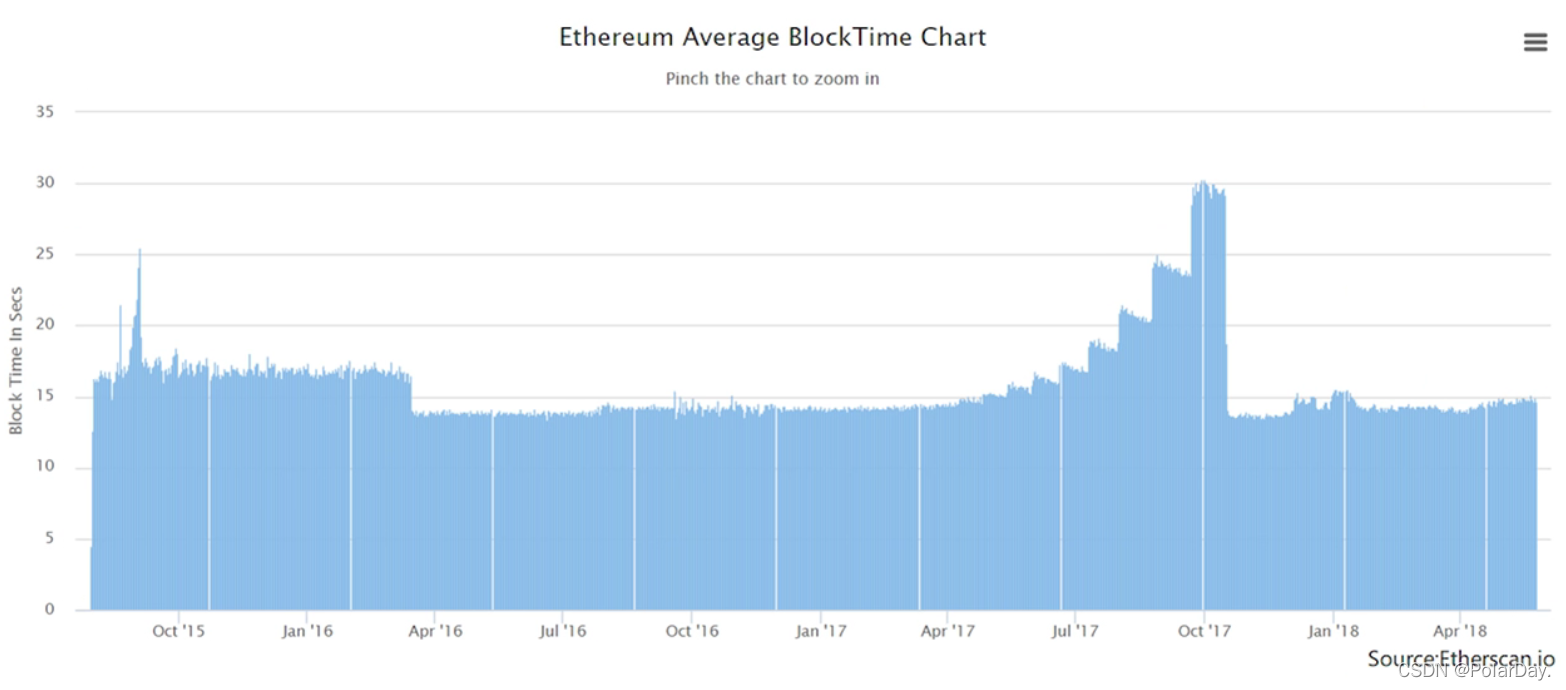 Ethereum Average BlockTime Chart
Pinch the chart to zoom in
35
30
25
20
15
10
5
0
Block Time In Secs
Oct '15 Jan '16 Apr '16 Jul '16 Oct '16 Jan '17 Apr '17 Jul '17 Oct '17 Jan '18 Apr '18
Source:Etherscan.io
CSDN @PolarDay.